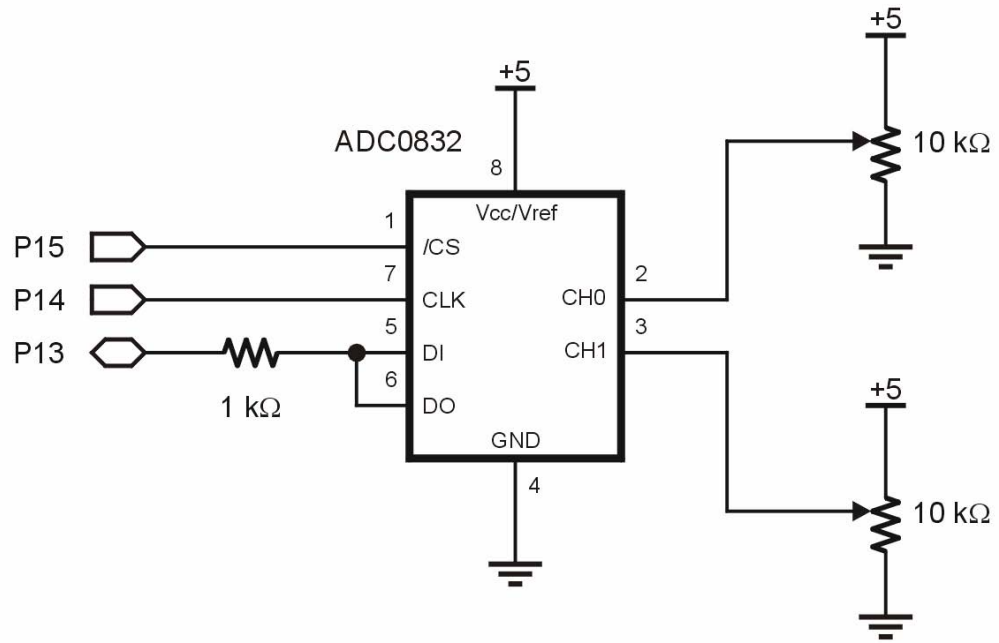 +5
+5
ADC0832
10 kΩ
8
Vcc/Vref
1
P15
/CS
7
2
P14
CLK
CH0
5
3
P13
DI
CH1
6
+5
1 kΩ
DO
GND
4
10 kΩ